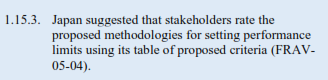 1.15.3. Japan suggested that stakeholders rate the
proposed methodologies for setting performance
limits using its table of proposed criteria (FRAV-
05-04).